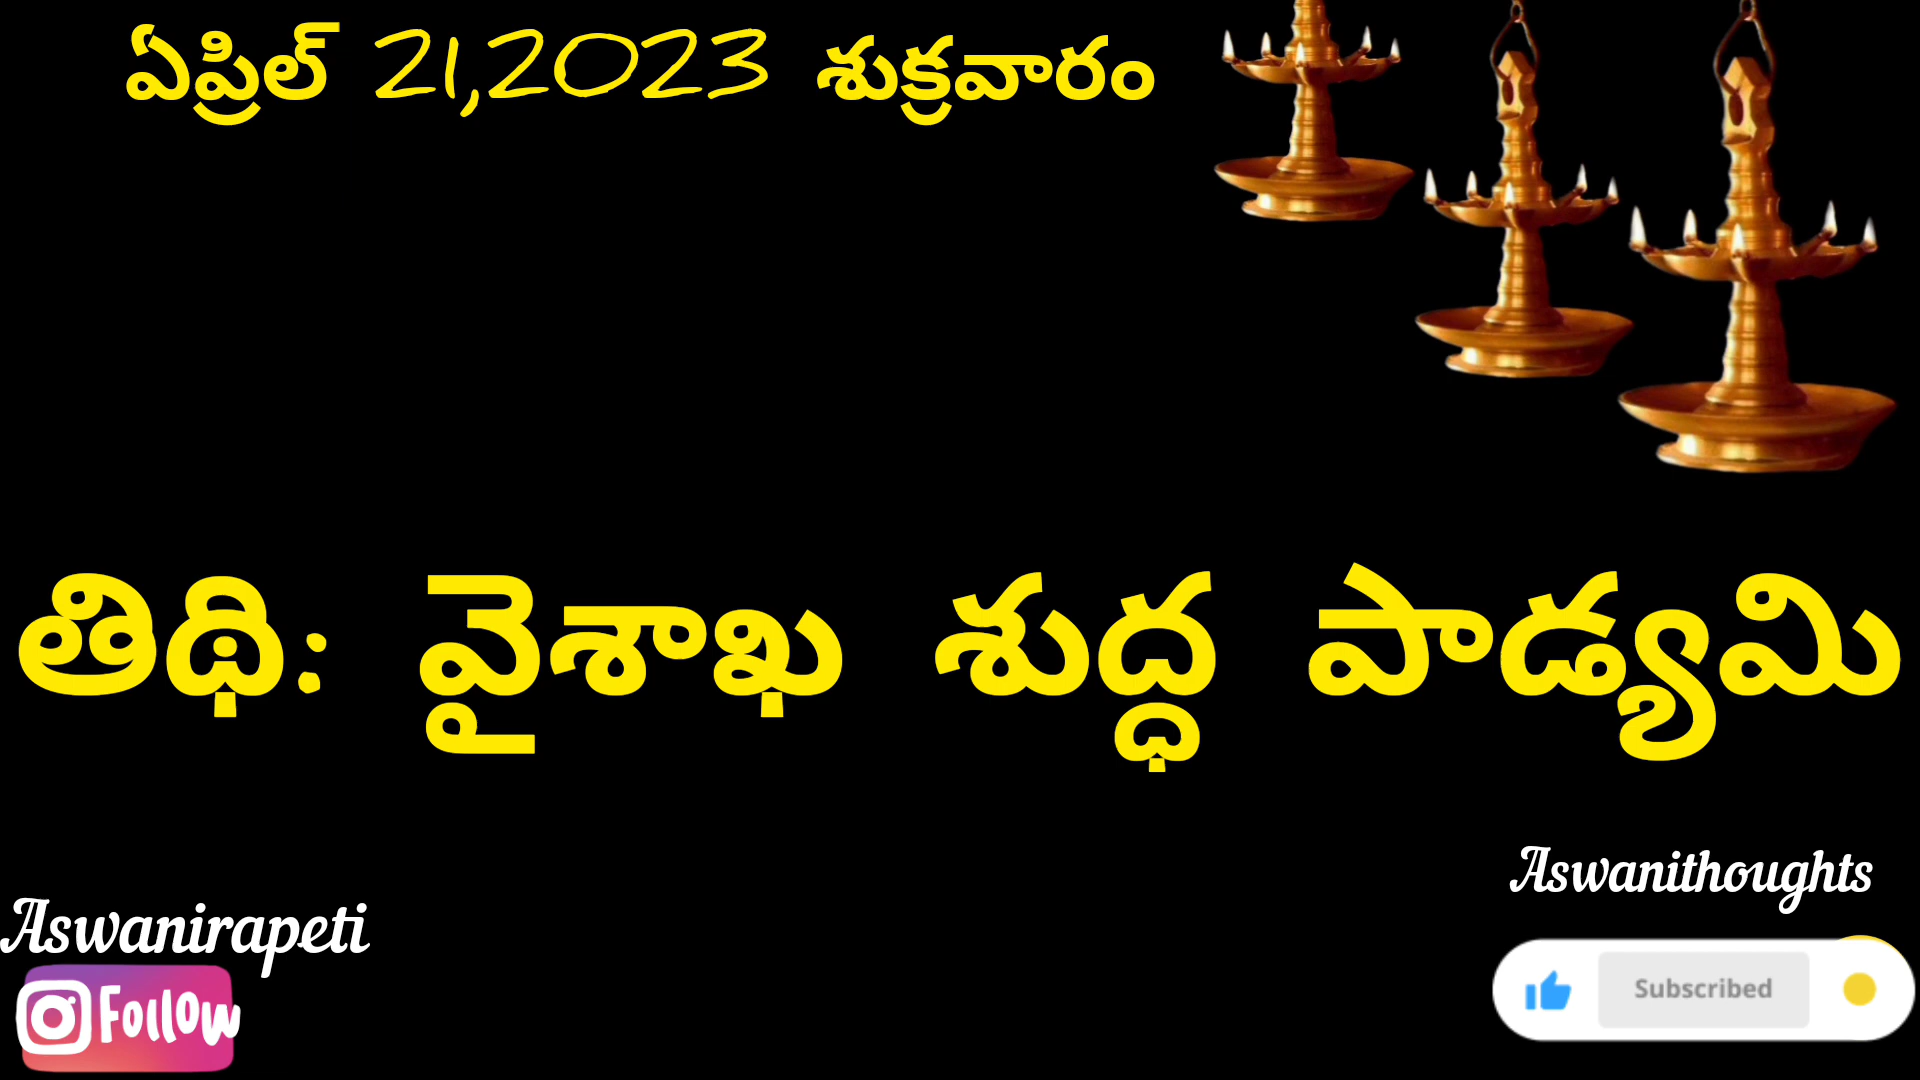 ఏప్రిల్ 21,2023 శుక్రవారం
తిథి: వైశాఖ శుద్ధ పాడ్యమి
Aswanithoughts
Aswanirapeti
Subscribed
Follow